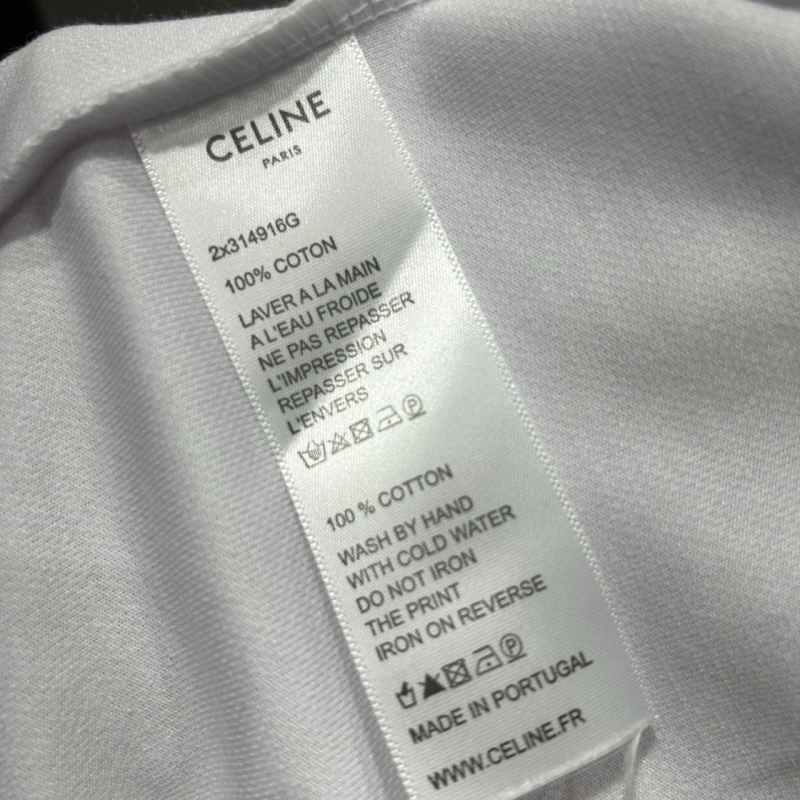 CELINE
PARIS
2x314916G
100% COTON
LAVER A LA MAIN
A L'EAU FROIDE
NE PAS REPASSER
L'IMPRESSION
REPASSER SUR
L'ENVERS
P
100 % COTTON
WASH BY HAND
WITH COLD WATER
DO NOT IRON
THE PRINT
IRON ON REVERSE
P
MADE IN PORTUGAL
WWW.CELINE.FR